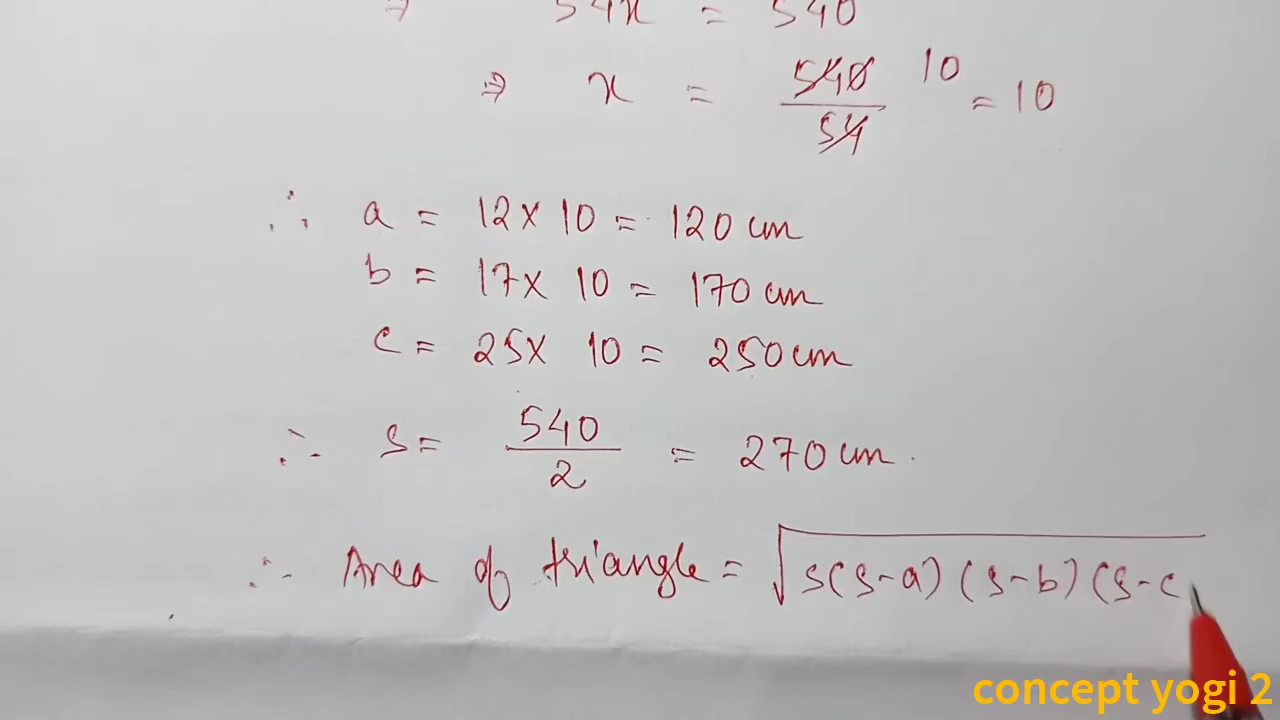 ⇒ 54x = 540
⇒ x = 540/54 10 = 10
∴ a = 12 × 10 = 120 cm
b = 17 × 10 = 170 cm
c = 25 × 10 = 250 cm
∴ s = 540/2 = 270 cm.
∴ Area of triangle = √s(s-a) (s-b) (s-c
concept yogi 2